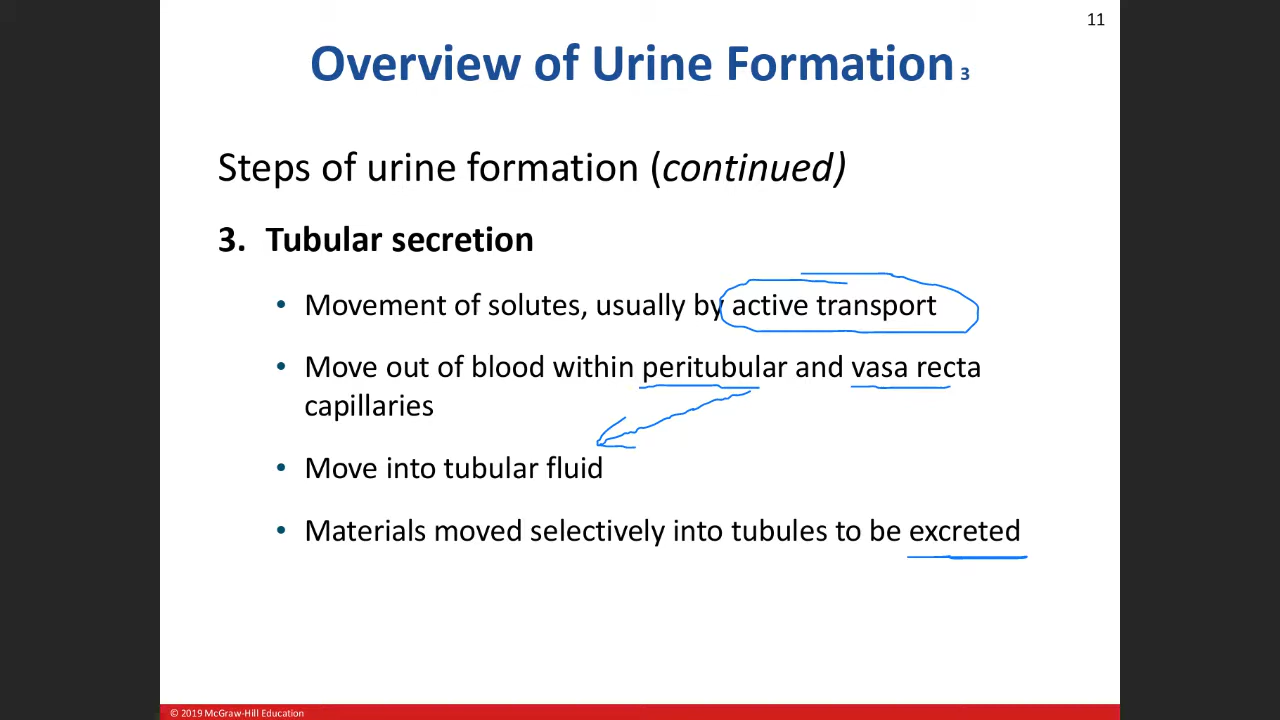 11
Overview of Urine Formation 3
Steps of urine formation (continued)
3. Tubular secretion
• Movement of solutes, usually by active transport
• Move out of blood within peritubular and vasa recta
capillaries
• Move into tubular fluid
• Materials moved selectively into tubules to be excreted
© 2019 McGraw-Hill Education